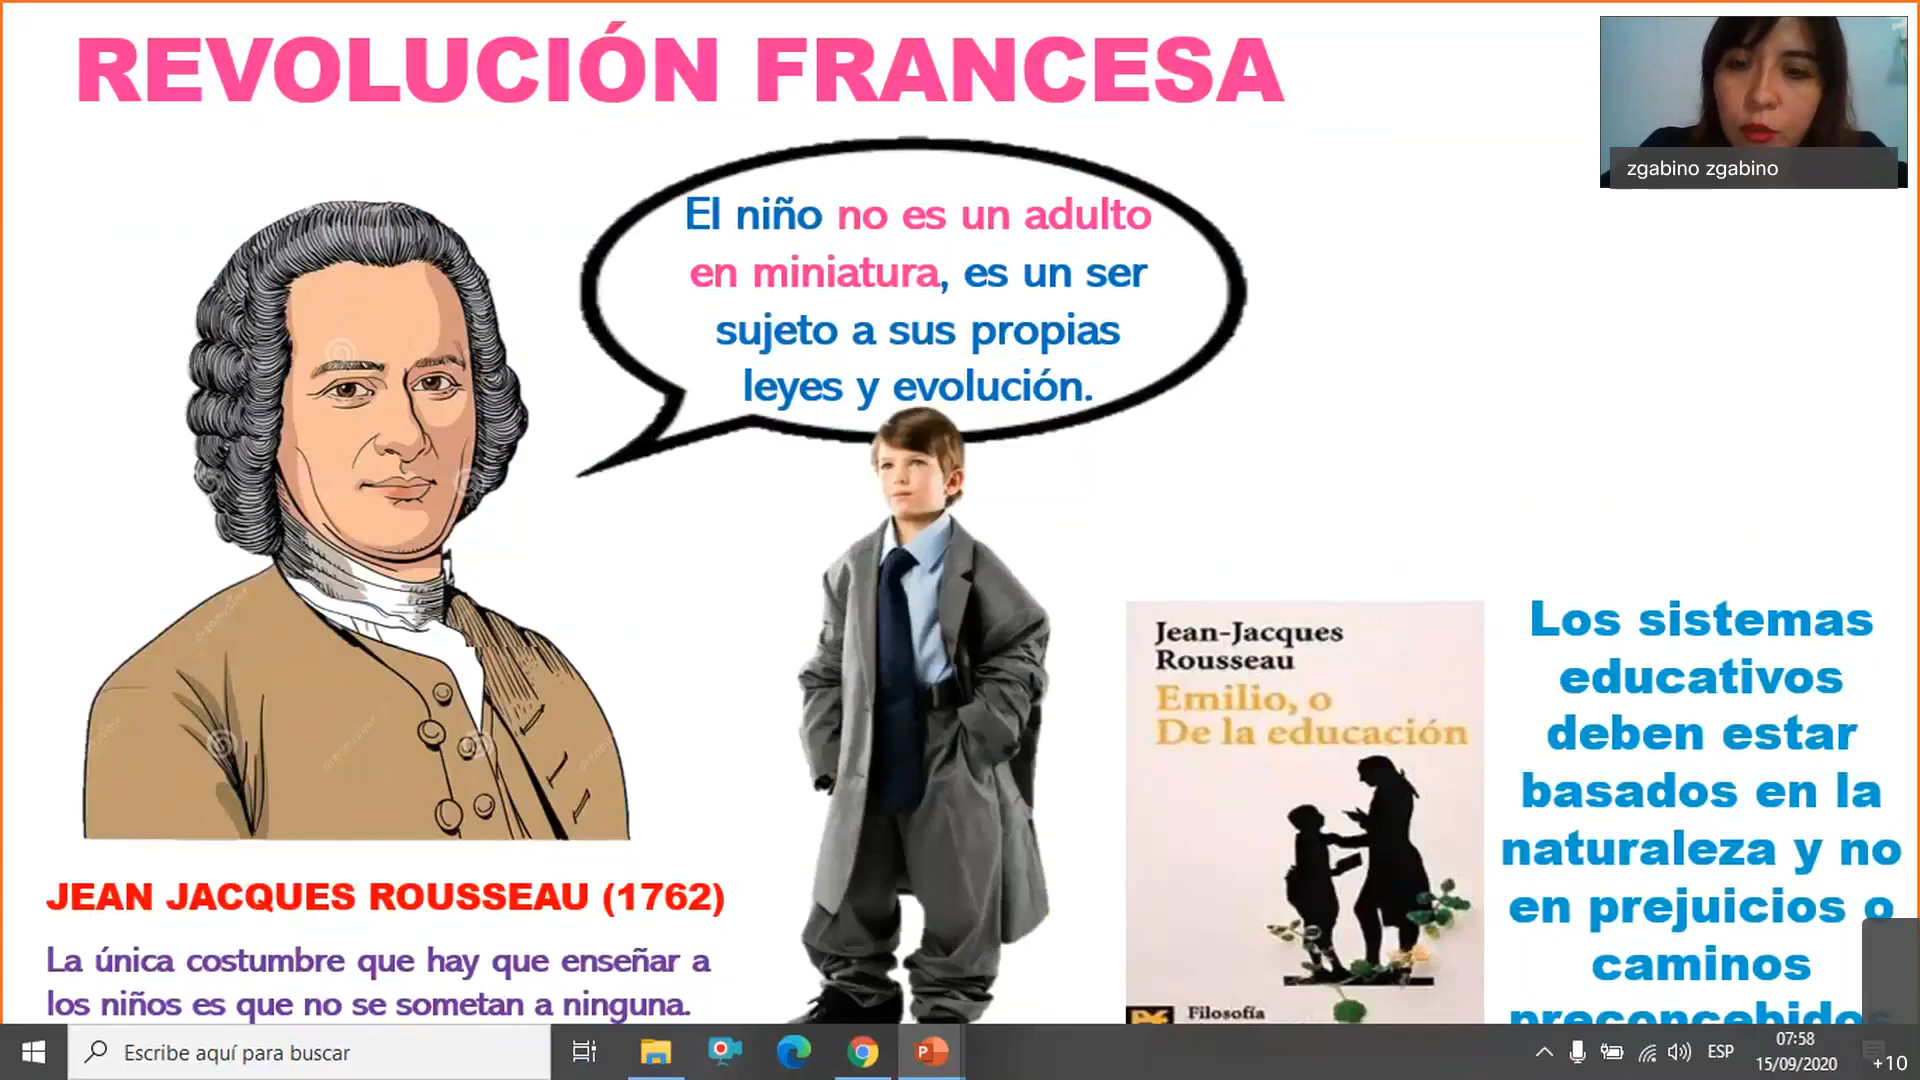 REVOLUCIÓN FRANCESA
zgabino zgabino
El niño no es un adulto
en miniatura, es un ser
sujeto a sus propias
leyes y evolución.
JEAN JACQUES ROUSSEAU (1762)
La única costumbre que hay que enseñar a
los niños es que no se sometan a ninguna.
Jean-Jacques
Rousseau
Emilio, o
De la educación
Filosofía
Los sistemas
educativos
deben estar
basados en la
naturaleza y no
en prejuicios o
caminos
preconcebidos
Escribe aquí para buscar
ESP
07:58
15/09/2020
+10